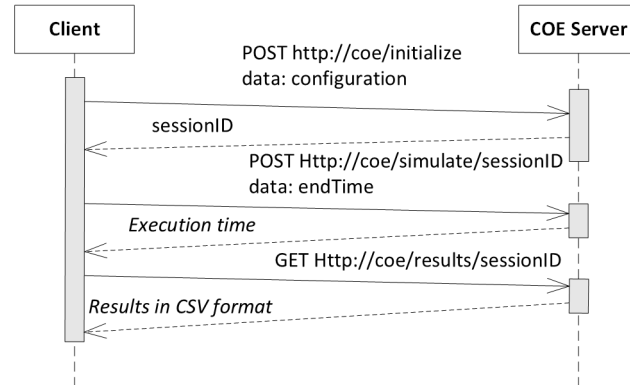 Client
COE Server
POST http://coe/initialize
data: configuration
sessionID
POST Http://coe/simulate/sessionID
data: endTime
Execution time
GET Http://coe/results/sessionID
Results in CSV format